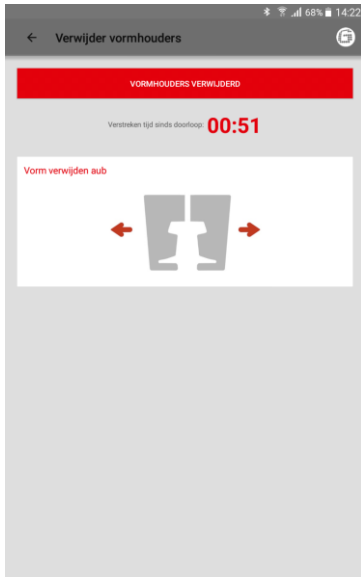 68% 14:22
Verwijder vormhouders
VORMHOUDERS VERWIJDERD
Verstreken tijd sinds doorloop: 00:51
Vorm verwijden aub